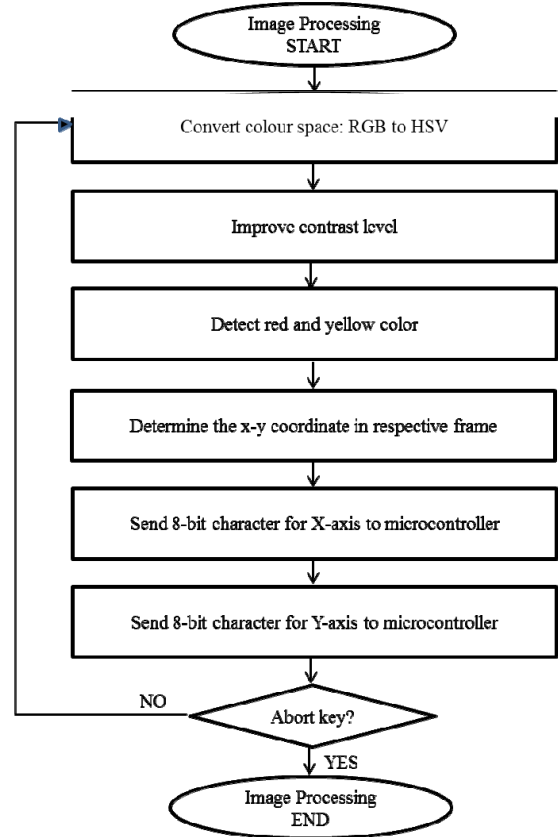 Image Processing
START
Convert colour space: RGB to HSV
Improve contrast level
Detect red and yellow color
Determine the x-y coordinate in respective frame
Send 8-bit character for X-axis to microcontroller
Send 8-bit character for Y-axis to microcontroller
NO
Abort key?
YES
Image Processing
END